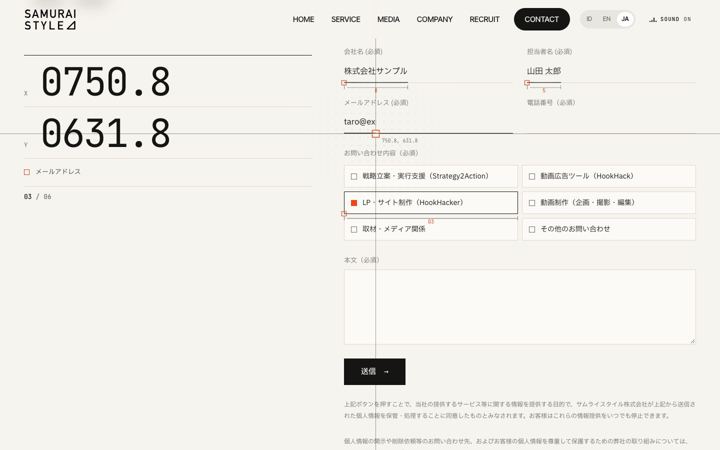 SAMURAI
STYLE
HOME SERVICE MEDIA COMPANY RECRUIT CONTACT ID EN JA SOUND ON
X 0750.8
Y 0631.8
メールアドレス
03 / 06
会社名 (必須) 担当者名 (必須)
株式会社サンプル 山田 太郎
8 5
メールアドレス (必須) 電話番号（必須）
taro@ex
750.8, 631.8
お問い合わせ内容（必須）
戦略立案・実行支援（Strategy2Action） 動画広告ツール（HookHack）
LP・サイト制作（HookHacker） 動画制作（企画・撮影・編集）
03
取材・メディア関係 その他のお問い合わせ
本文（必須）
送信 →
上記ボタンを押すことで、当社の提供するサービス等に関する情報を提供する目的で、サムライスタイル株式会社が上記から送信さ
れた個人情報を保管・処理することに同意したものとみなされます。お客様はこれらの情報提供をいつでも停止できます。
個人情報の開示や削除依頼等のお問い合わせ先、およびお客様の個人情報を尊重して保護するための弊社の取り組みについては、